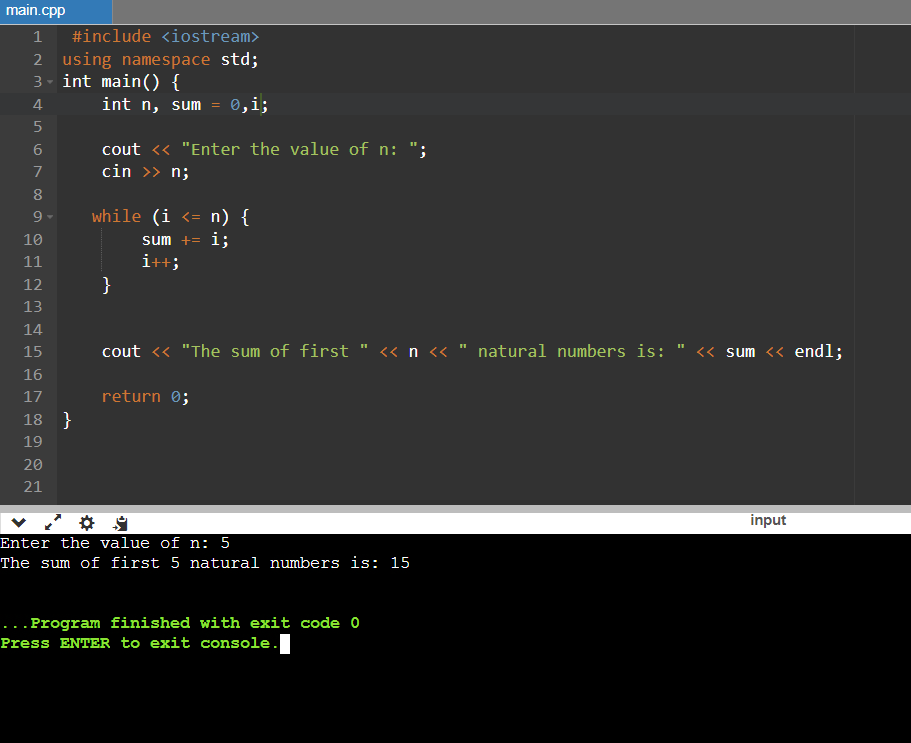 main.cpp
1 #include <iostream>
2 using namespace std;
3 int main() {
4 int n, sum = 0,i;
5
6 cout << "Enter the value of n: ";
7 cin >> n;
8
9 while (i <= n) {
10 sum += i;
11 i++;
12 }
13
14
15 cout << "The sum of first " << n << " natural numbers is: " << sum << endl;
16
17 return 0;
18 }
19
20
21
input
Enter the value of n: 5
The sum of first 5 natural numbers is: 15
...Program finished with exit code 0
Press ENTER to exit console.